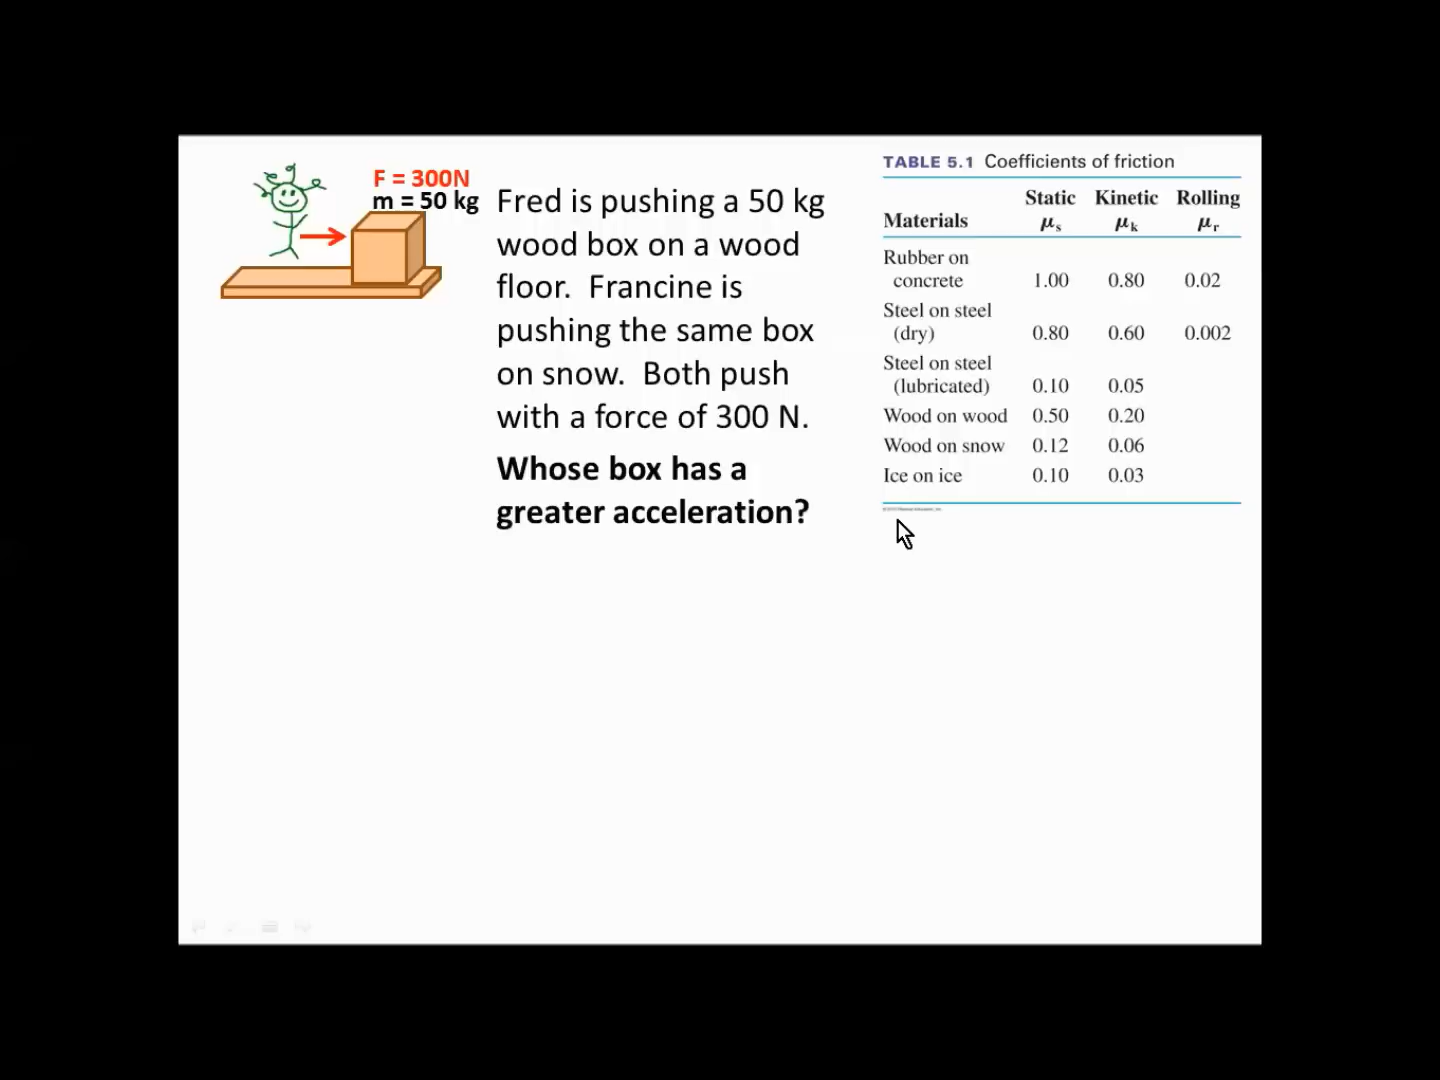 F = 300N
m = 50 kg
Fred is pushing a 50 kg
wood box on a wood
floor.  Francine is
pushing the same box
on snow.  Both push
with a force of 300 N.
Whose box has a
greater acceleration?
TABLE 5.1 Coefficients of friction
Static Kinetic Rolling
Materials μs μk μr
Rubber on
concrete 1.00 0.80 0.02
Steel on steel
(dry) 0.80 0.60 0.002
Steel on steel
(lubricated) 0.10 0.05
Wood on wood 0.50 0.20
Wood on snow 0.12 0.06
Ice on ice 0.10 0.03